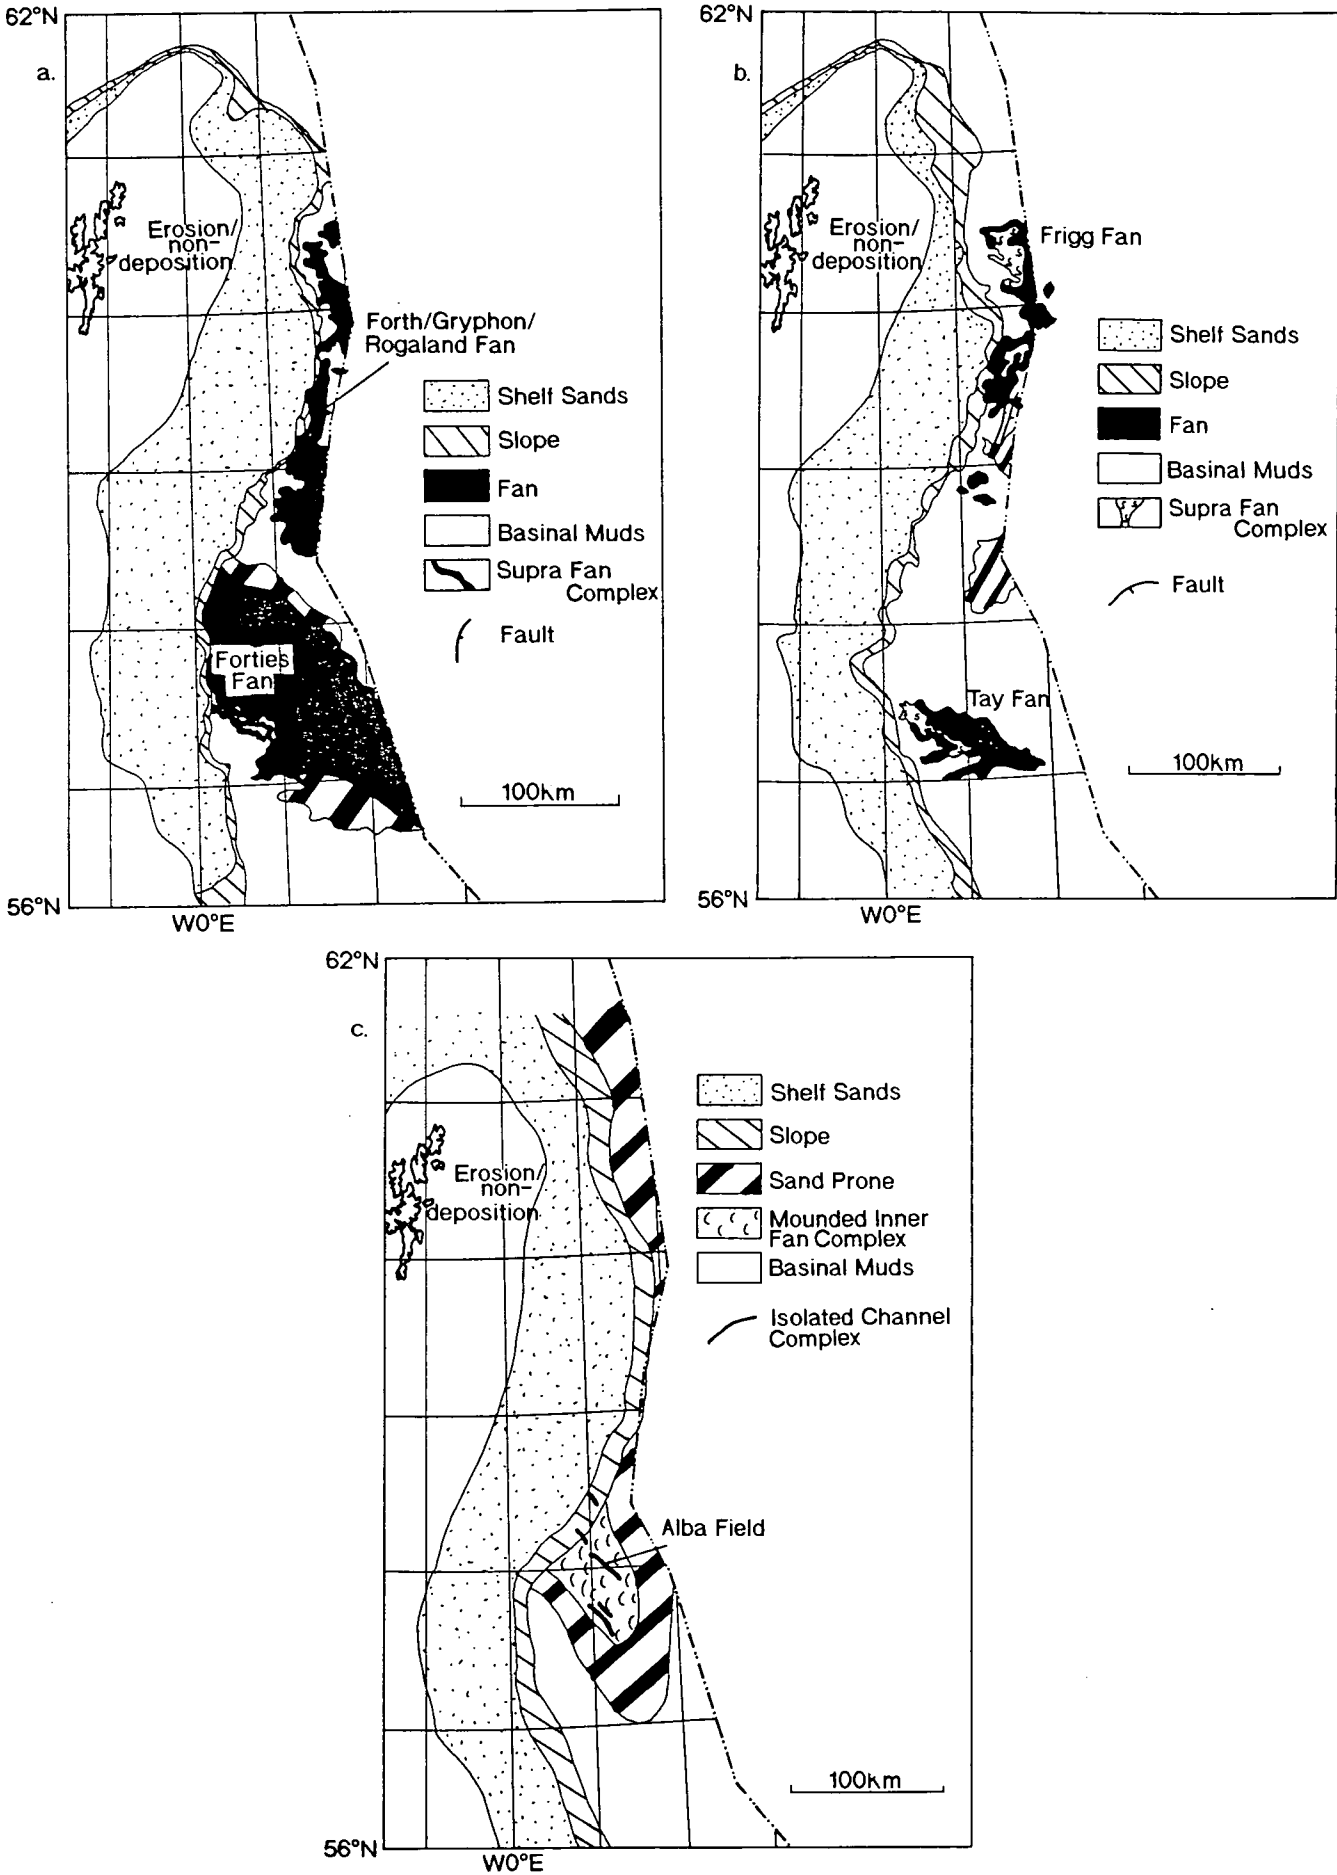 62°N
a.
Erosion/
non-
deposition
Forth/Gryphon/
Rogaland Fan
Shelf Sands
Slope
Fan
Basinal Muds
Supra Fan
Complex
Fault
Forties
Fan
100km
56°N
W0°E
62°N
b.
Erosion/
non-
deposition
Frigg Fan
Shelf Sands
Slope
Fan
Basinal Muds
Supra Fan
Complex
Fault
Tay Fan
100km
56°N
W0°E
62°N
c.
Erosion/
non-
deposition
Shelf Sands
Slope
Sand Prone
Mounded Inner
Fan Complex
Basinal Muds
Isolated Channel
Complex
Alba Field
100km
56°N
W0°E